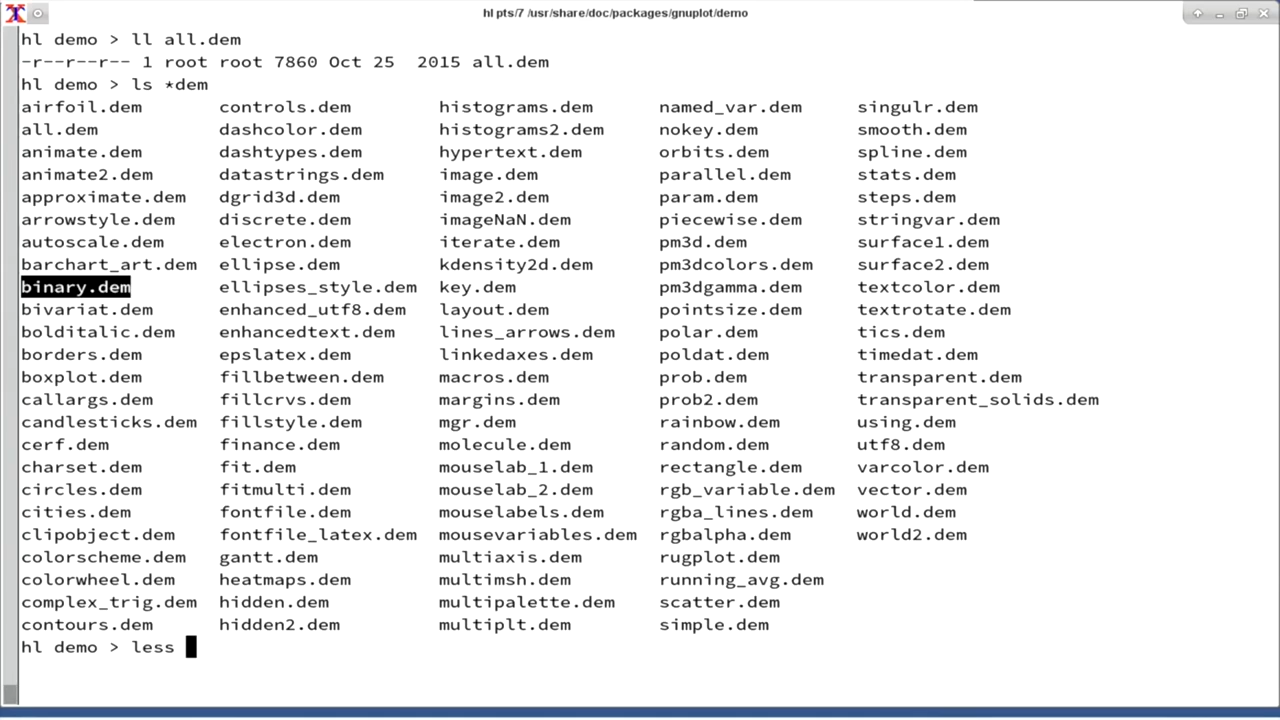 hl pts/7 /usr/share/doc/packages/gnuplot/demo
hl demo > ll all.dem
-r--r--r-- 1 root root 7860 Oct 25  2015 all.dem
hl demo > ls *dem
airfoil.dem controls.dem histograms.dem named_var.dem singulr.dem
all.dem dashcolor.dem histograms2.dem nokey.dem smooth.dem
animate.dem dashtypes.dem hypertext.dem orbits.dem spline.dem
animate2.dem datastrings.dem image.dem parallel.dem stats.dem
approximate.dem dgrid3d.dem image2.dem param.dem steps.dem
arrowstyle.dem discrete.dem imageNaN.dem piecewise.dem stringvar.dem
autoscale.dem electron.dem iterate.dem pm3d.dem surface1.dem
barchart_art.dem ellipse.dem kdensity2d.dem pm3dcolors.dem surface2.dem
binary.dem ellipses_style.dem key.dem pm3dgamma.dem textcolor.dem
bivariat.dem enhanced_utf8.dem layout.dem pointsize.dem textrotate.dem
bolditalic.dem enhancedtext.dem lines_arrows.dem polar.dem tics.dem
borders.dem epslatex.dem linkedaxes.dem poldat.dem timedat.dem
boxplot.dem fillbetween.dem macros.dem prob.dem transparent.dem
callargs.dem fillcrvs.dem margins.dem prob2.dem transparent_solids.dem
candlesticks.dem fillstyle.dem mgr.dem rainbow.dem using.dem
cerf.dem finance.dem molecule.dem random.dem utf8.dem
charset.dem fit.dem mouselab_1.dem rectangle.dem varcolor.dem
circles.dem fitmulti.dem mouselab_2.dem rgb_variable.dem vector.dem
cities.dem fontfile.dem mouselabels.dem rgba_lines.dem world.dem
clipobject.dem fontfile_latex.dem mousevariables.dem rgbalpha.dem world2.dem
colorscheme.dem gantt.dem multiaxis.dem rugplot.dem
colorwheel.dem heatmaps.dem multimsh.dem running_avg.dem
complex_trig.dem hidden.dem multipalette.dem scatter.dem
contours.dem hidden2.dem multiplt.dem simple.dem
hl demo > less